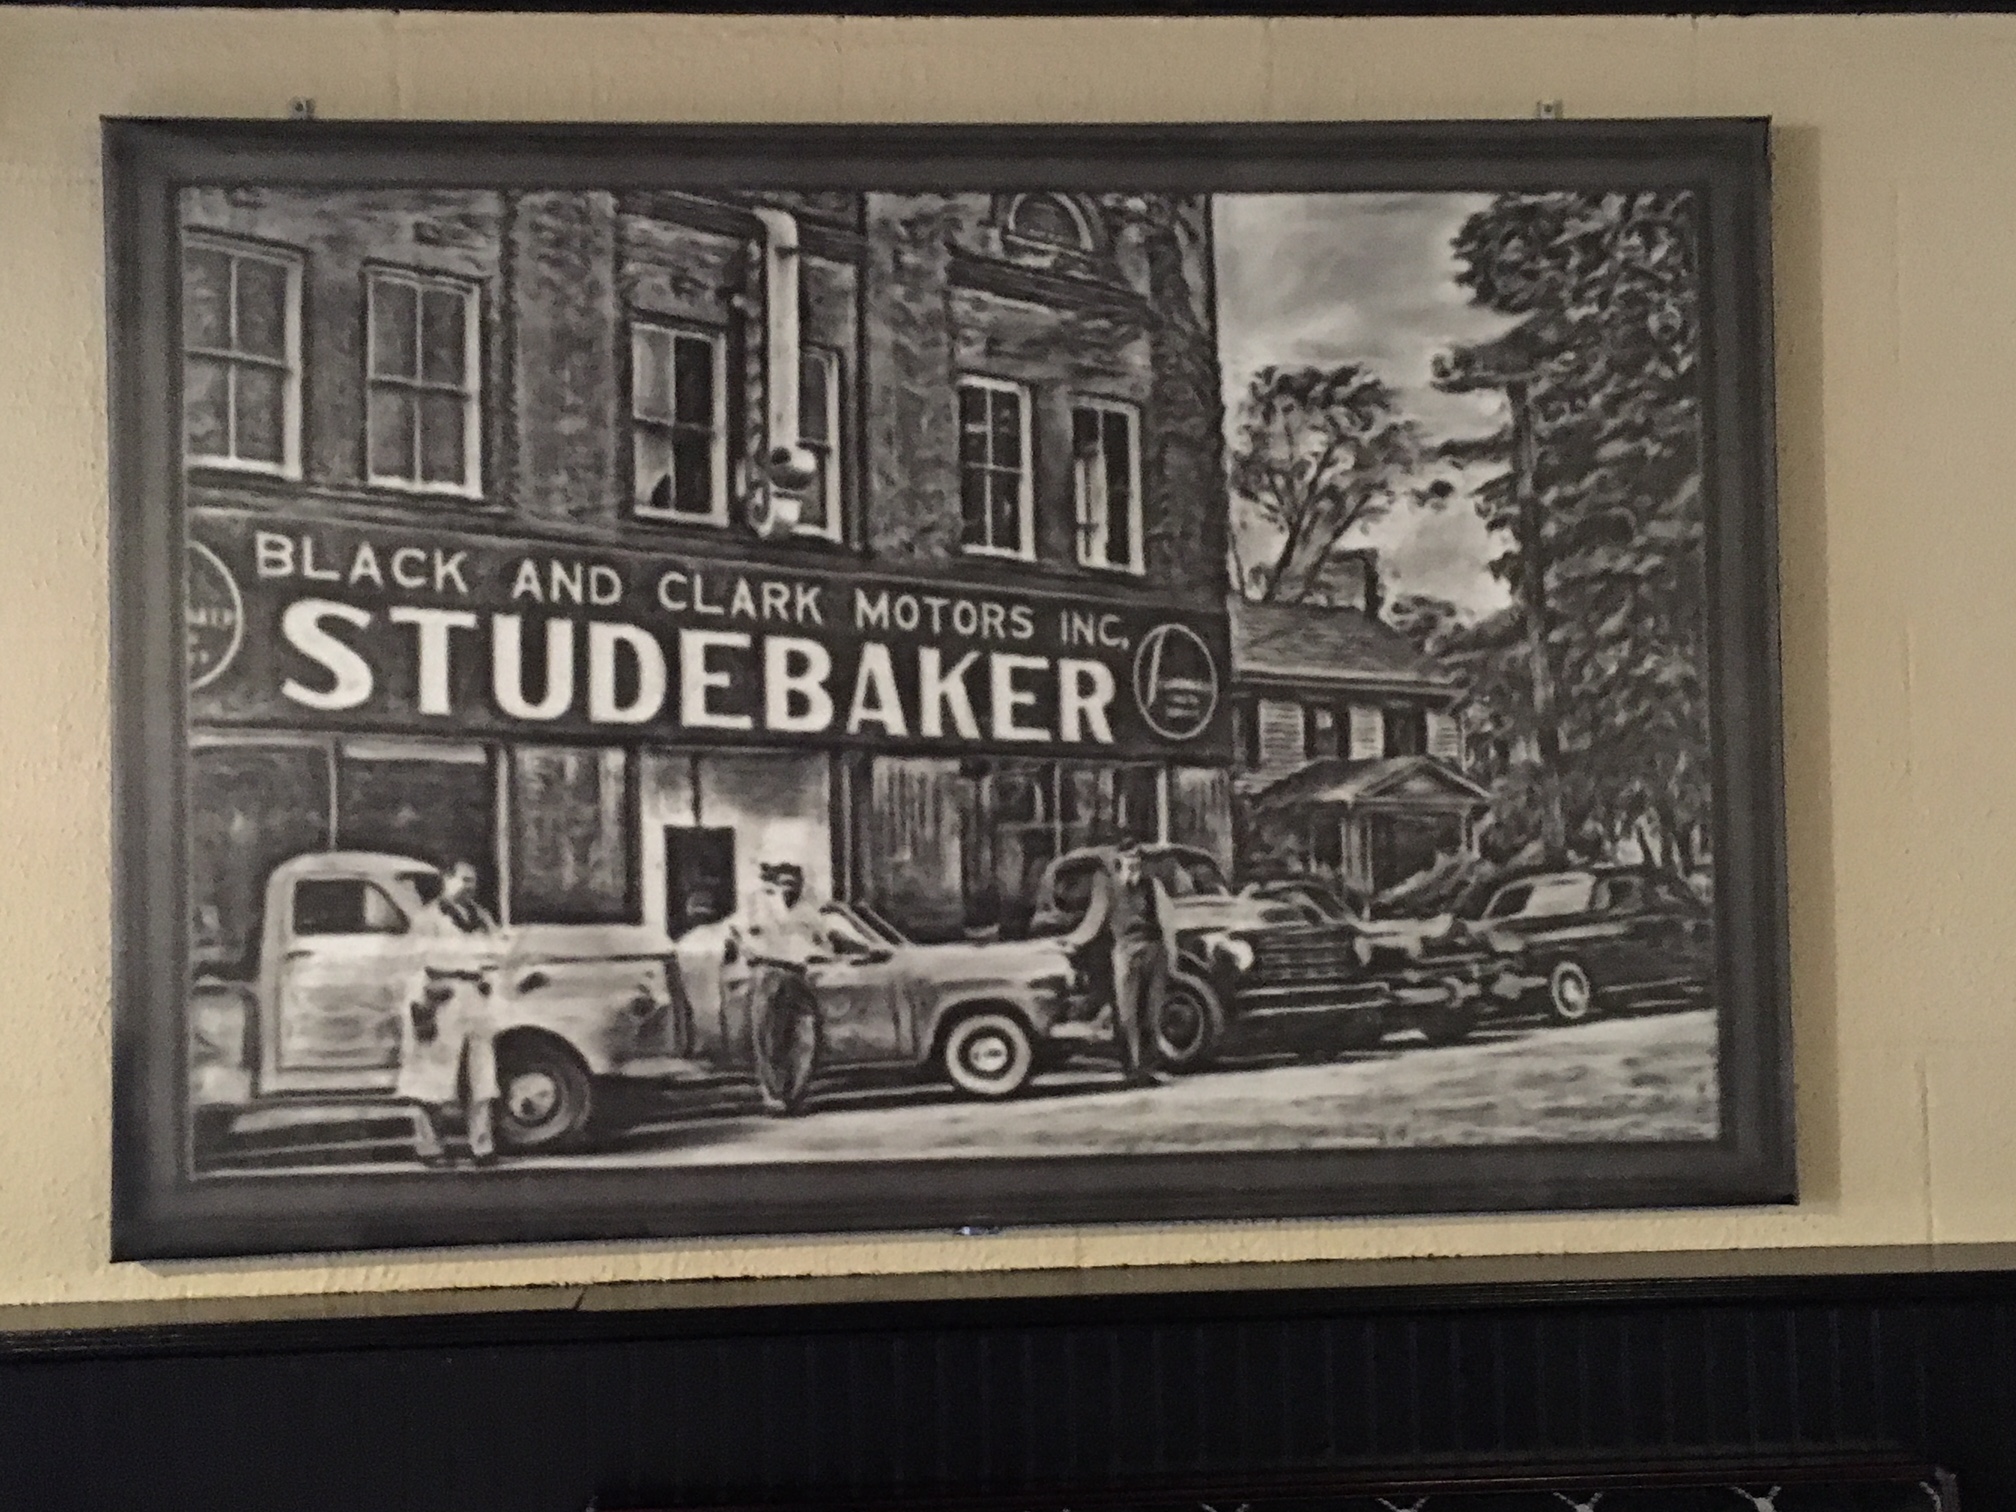 BLACK AND CLARK MOTORS INC,
STUDEBAKER